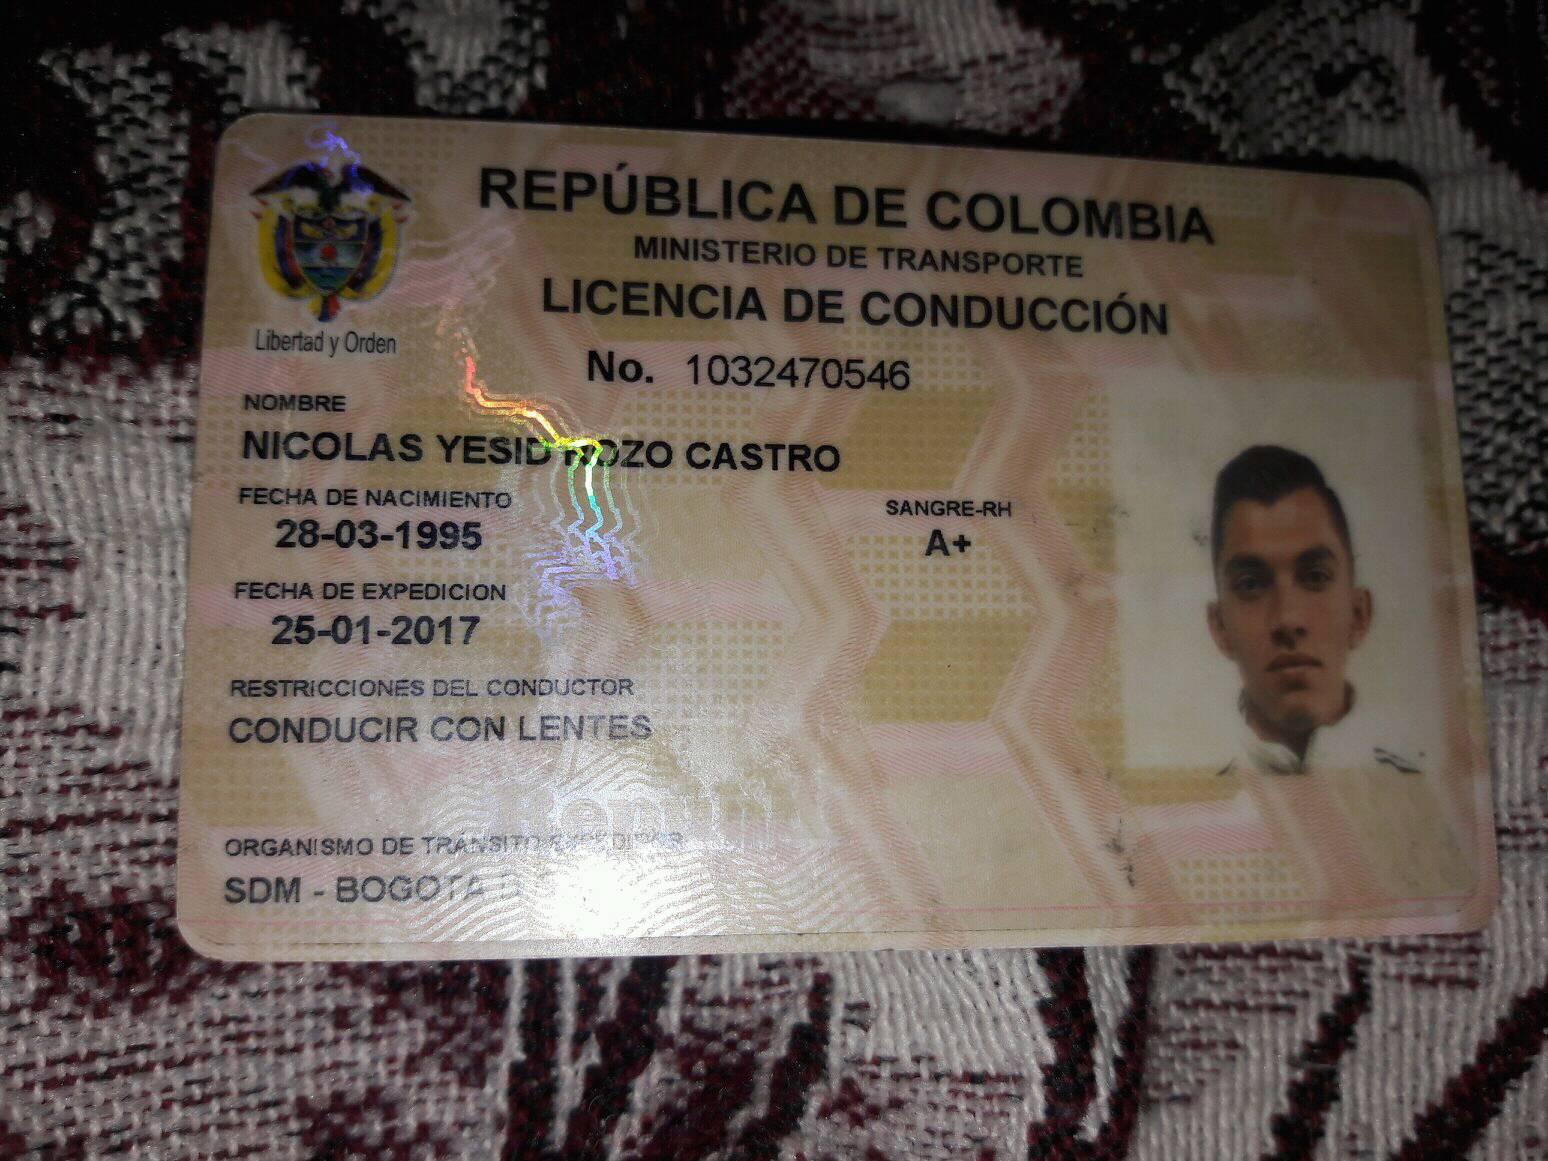 REPÚBLICA DE COLOMBIA
MINISTERIO DE TRANSPORTE
LICENCIA DE CONDUCCIÓN
Libertad y Orden
No. 1032470546
NOMBRE
NICOLAS YESID ROZO CASTRO
FECHA DE NACIMIENTO
28-03-1995
SANGRE-RH
A+
FECHA DE EXPEDICION
25-01-2017
RESTRICCIONES DEL CONDUCTOR
CONDUCIR CON LENTES
ORGANISMO DE TRANSITO EXPEDIDOR
SDM - BOGOTA